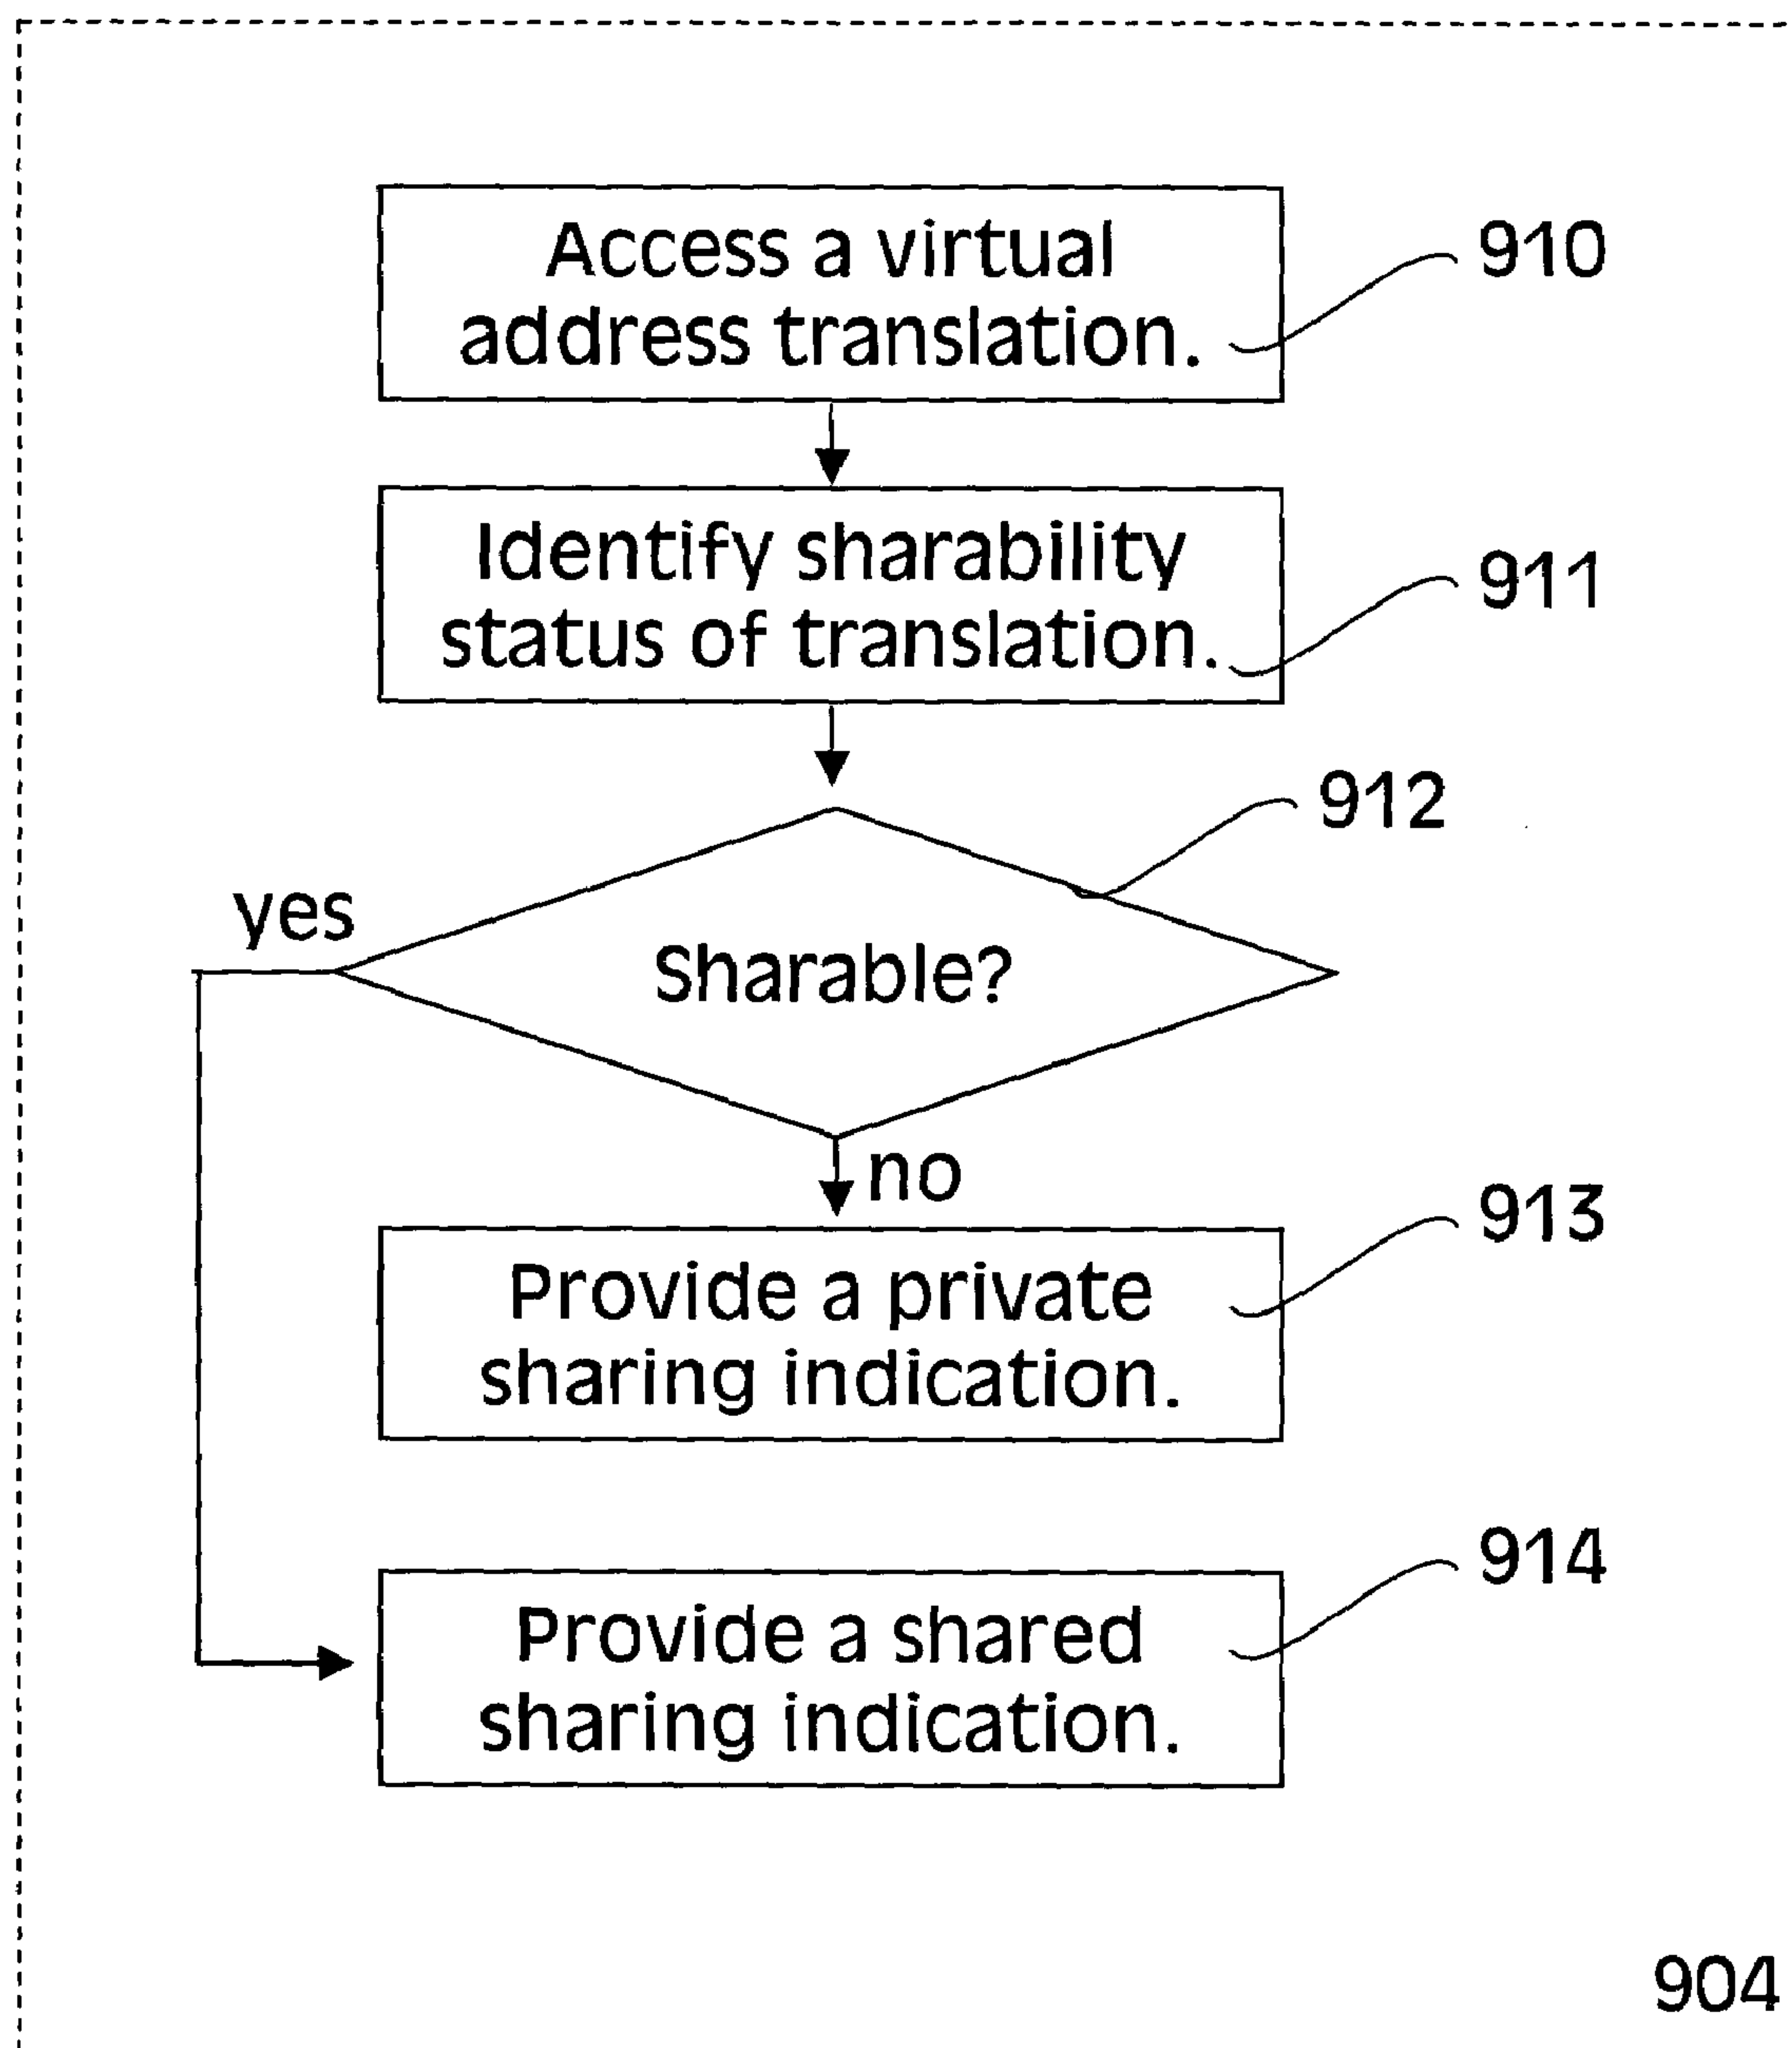 Access a virtual
address translation.
910
Identify sharability
status of translation.
911
912
yes
Sharable?
no
913
Provide a private
sharing indication.
914
Provide a shared
sharing indication.
904